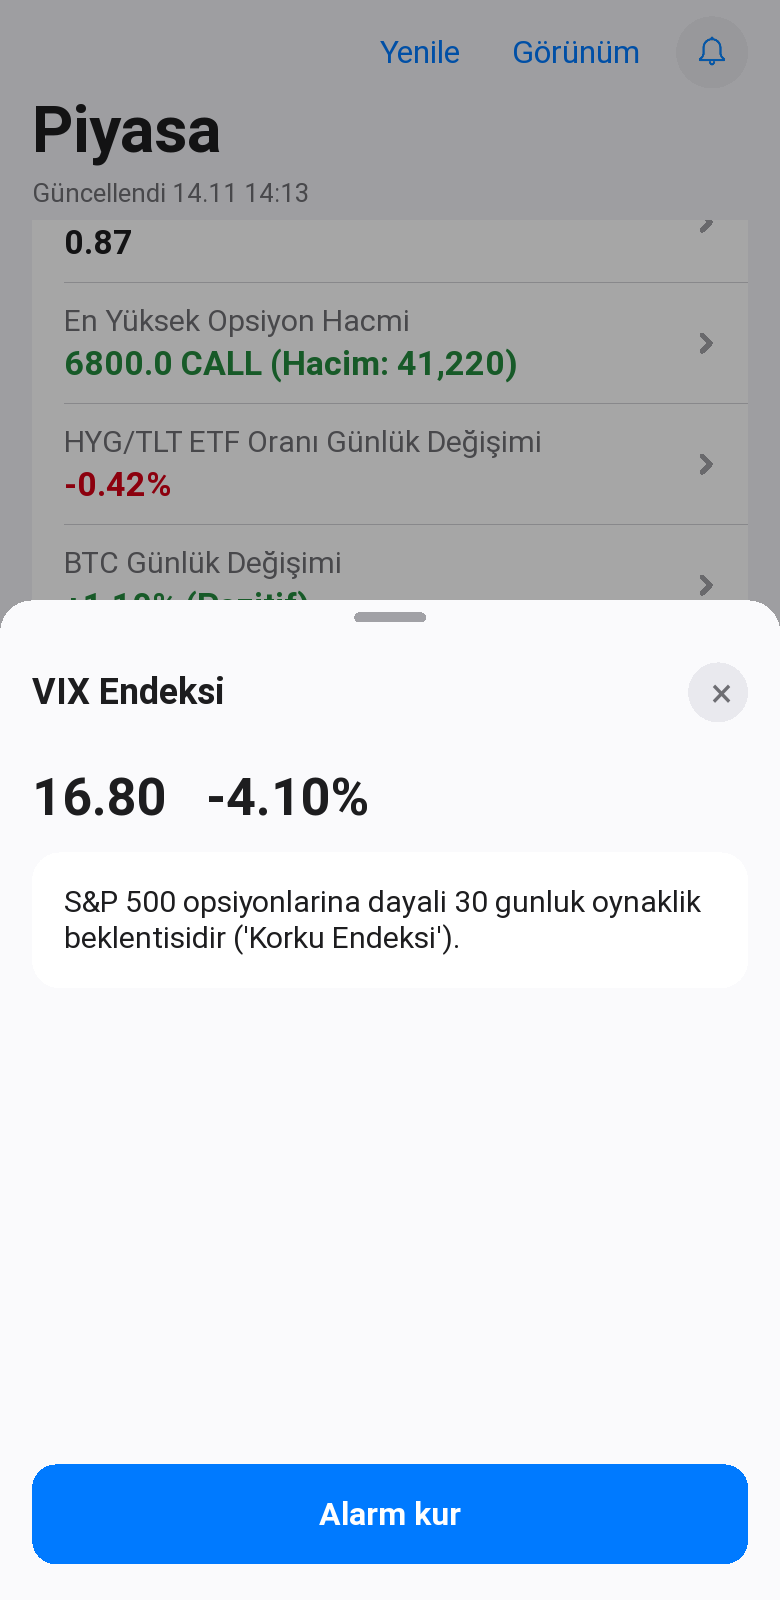 Yenile Görünüm
Piyasa
Güncellendi 14.11 14:13
0.87
En Yüksek Opsiyon Hacmi
6800.0 CALL (Hacim: 41,220)
HYG/TLT ETF Oranı Günlük Değişimi
-0.42%
BTC Günlük Değişimi
VIX Endeksi
16.80 -4.10%
S&P 500 opsiyonlarina dayali 30 gunluk oynaklik
beklentisidir ('Korku Endeksi').
Alarm kur